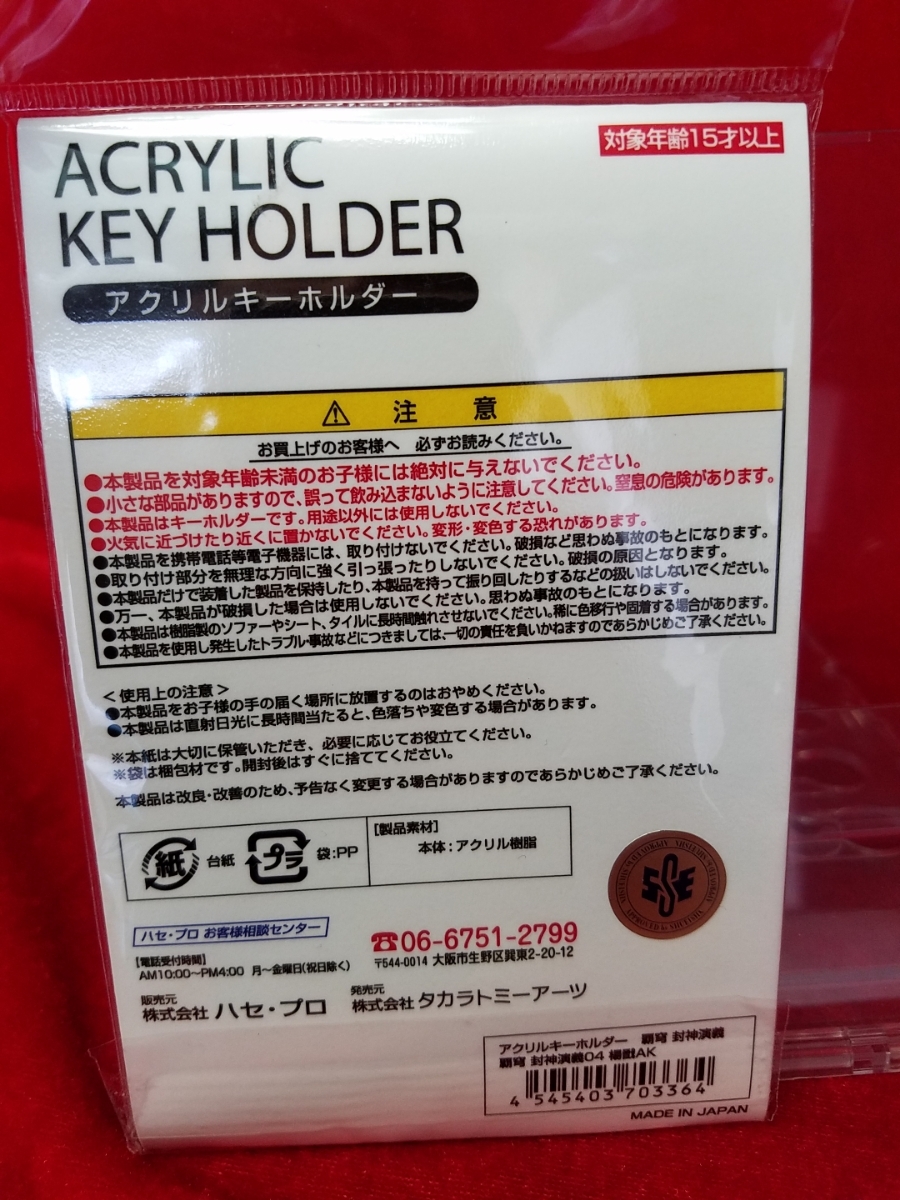 対象年齢15才以上
ACRYLIC
KEY HOLDER
アクリルキーホルダー
⚠ 注 意
お買上げのお客様へ 必ずお読みください。
●本製品を対象年齢未満のお子様には絶対に与えないでください。
●小さな部品がありますので、誤って飲み込まないように注意してください。窒息の危険があります。
●本製品はキーホルダーです。用途以外には使用しないでください。
●火気に近づけたり近くに置かないでください。変形・変色する恐れがあります。
●本製品を携帯電話等電子機器には、取り付けないでください。破損など思わぬ事故のもとになります。
●取り付け部分を無理な方向に強く引っ張ったりしないでください。破損の原因となります。
●本製品だけで装着した製品を保持したり、本製品を持って振り回したりするなどの扱いはしないでください。
●万一、本製品が破損した場合は使用しないでください。思わぬ事故のもとになります。
●本製品は樹脂製のソファーやシート、タイルに長時間触れさせないでください。稀に色移行や固着する場合があります。
●本製品を使用し発生したトラブル・事故などにつきましては、一切の責任を負いかねますのであらかじめご了承ください。
<使用上の注意>
●本製品をお子様の手の届く場所に放置するのはおやめください。
●本製品は直射日光に長時間当たると、色落ちや変色する場合があります。
※本紙は大切に保管いただき、必要に応じてお役立てください。
※袋は梱包材です。開封後はすぐに捨ててください。
本製品は改良・改善のため、予告なく変更する場合がありますのであらかじめご了承ください。
紙 台紙 プラ 袋:PP
[製品素材]
本体:アクリル樹脂
SSE
ハセ・プロ お客様相談センター
【電話受付時間】
AM10:00~PM4:00 月~金曜日(祝日除く)
☎06-6751-2799
〒544-0014 大阪市生野区巽東2-20-12
販売元
株式会社 ハセ・プロ
発売元
株式会社 タカラトミーアーツ
アクリルキーホルダー 覇穹 封神演義
覇穹 封神演義04 楊戩AK
4 545403 703364
MADE IN JAPAN